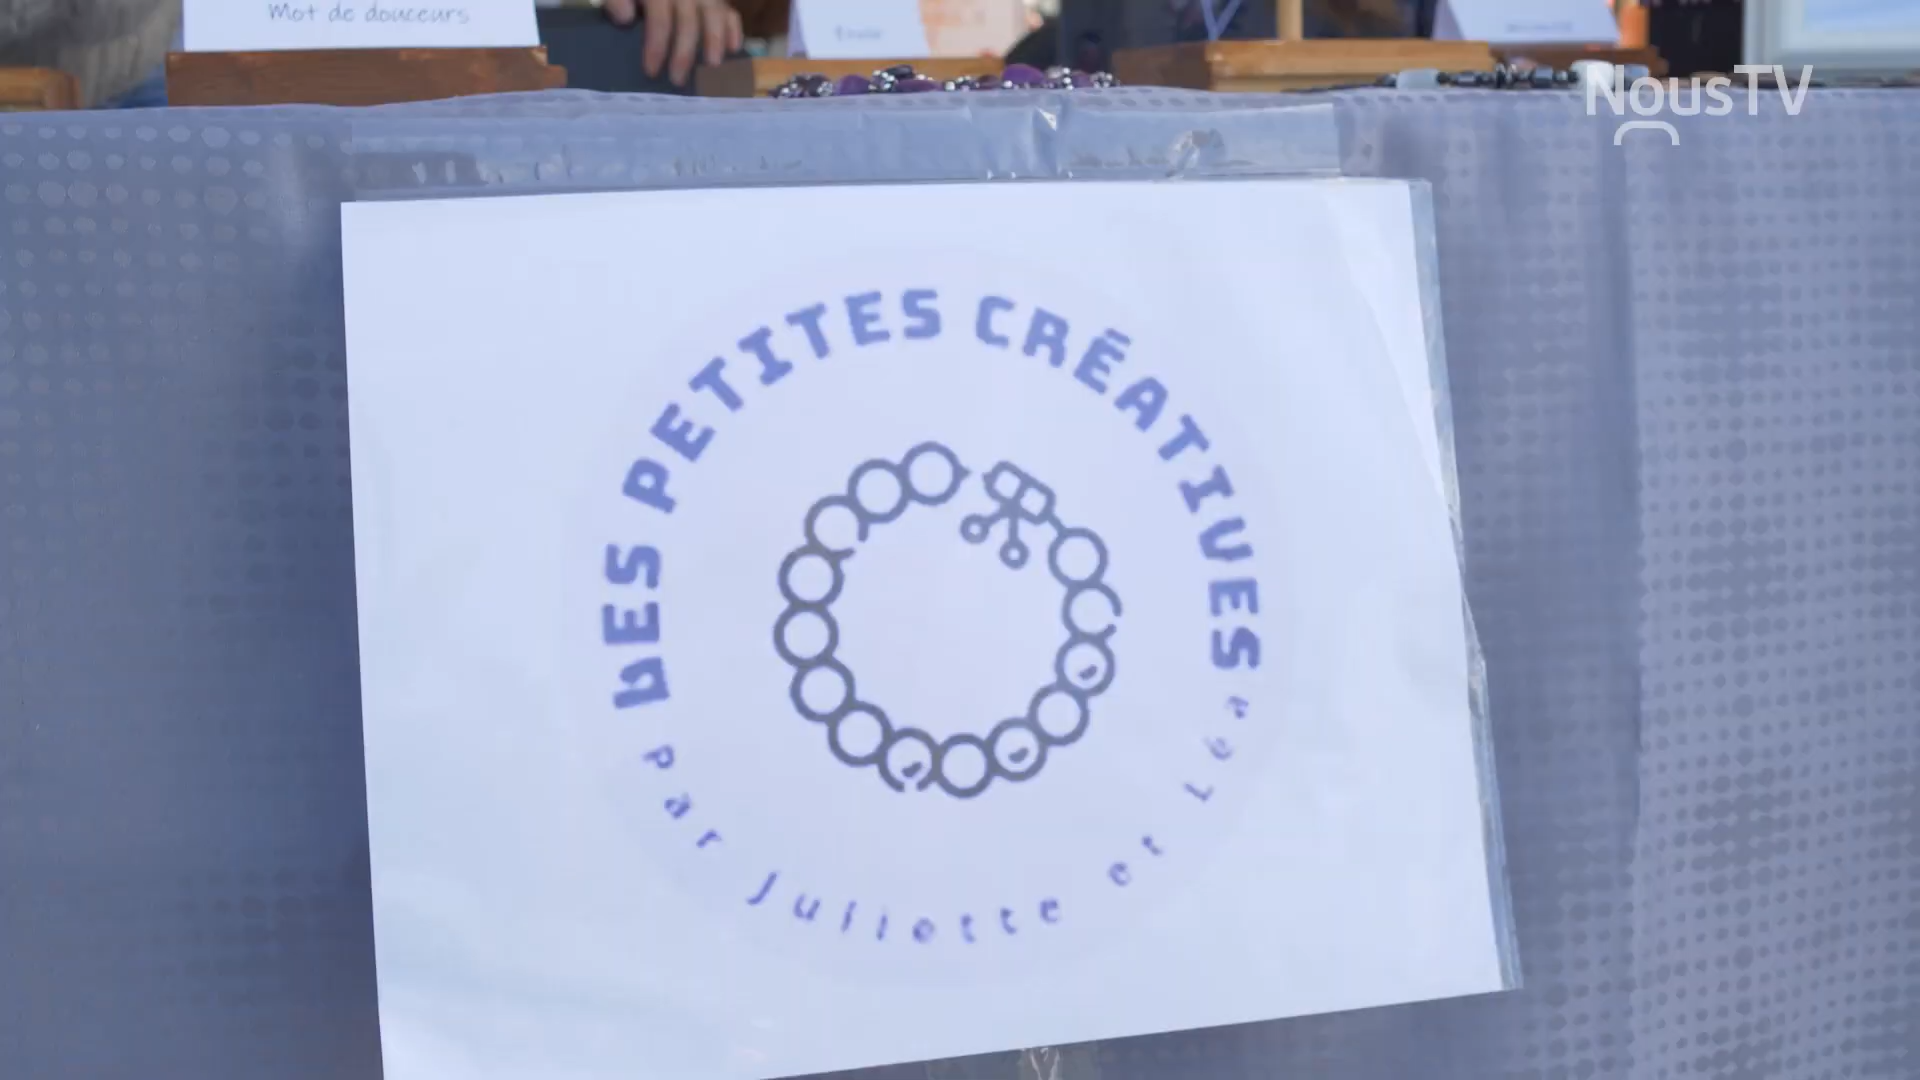 Mot de douceurs
NousTV
LES PETITES CRÉATIVES
par Juliette et Léa